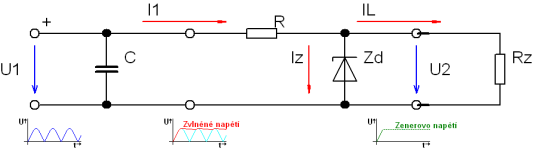 I1 R IL
+
U1 C Iz Zd U2 Rz
U Zvlněné napětí U Zenerovo napětí
t t t